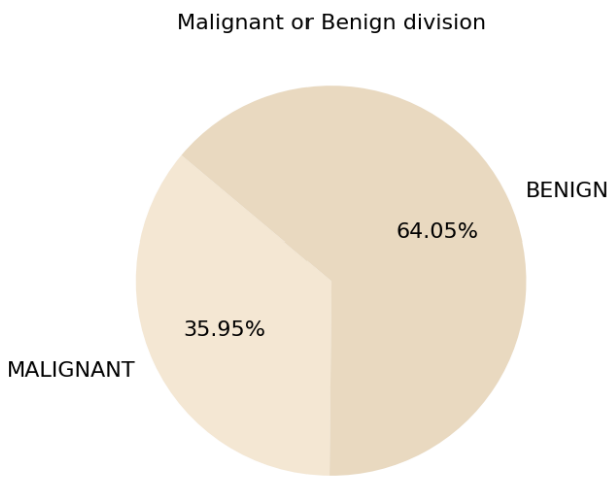 Malignant or Benign division
BENIGN
64.05%
35.95%
MALIGNANT